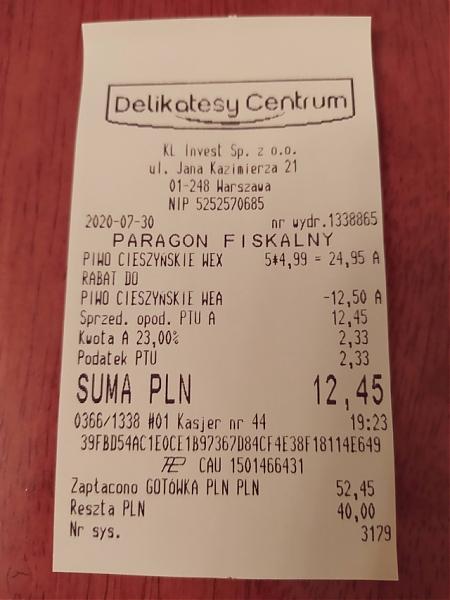 Delikatesy Centrum
KL Invest Sp. z o.o.
ul. Jana Kazimierza 21
01-248 Warszawa
NIP 5252570685
2020-07-30 nr wydr.1338865
PARAGON FISKALNY
PIWO CIESZYŃSKIE WEX 5*4,99 = 24,95 A
RABAT DO
PIWO CIESZYŃSKIE WEA -12,50 A
Sprzed. opod. PTU A 12,45
Kwota A 23,00% 2,33
Podatek PTU 2,33
SUMA PLN 12,45
0366/1338 #01 Kasjer nr 44 19:23
39FBD54AC1E0CE1B97367D84CF4E38F18114E649
CAU 1501466431
Zapłacono GOTÓWKA PLN PLN 52,45
Reszta PLN 40,00
Nr sys. 3179